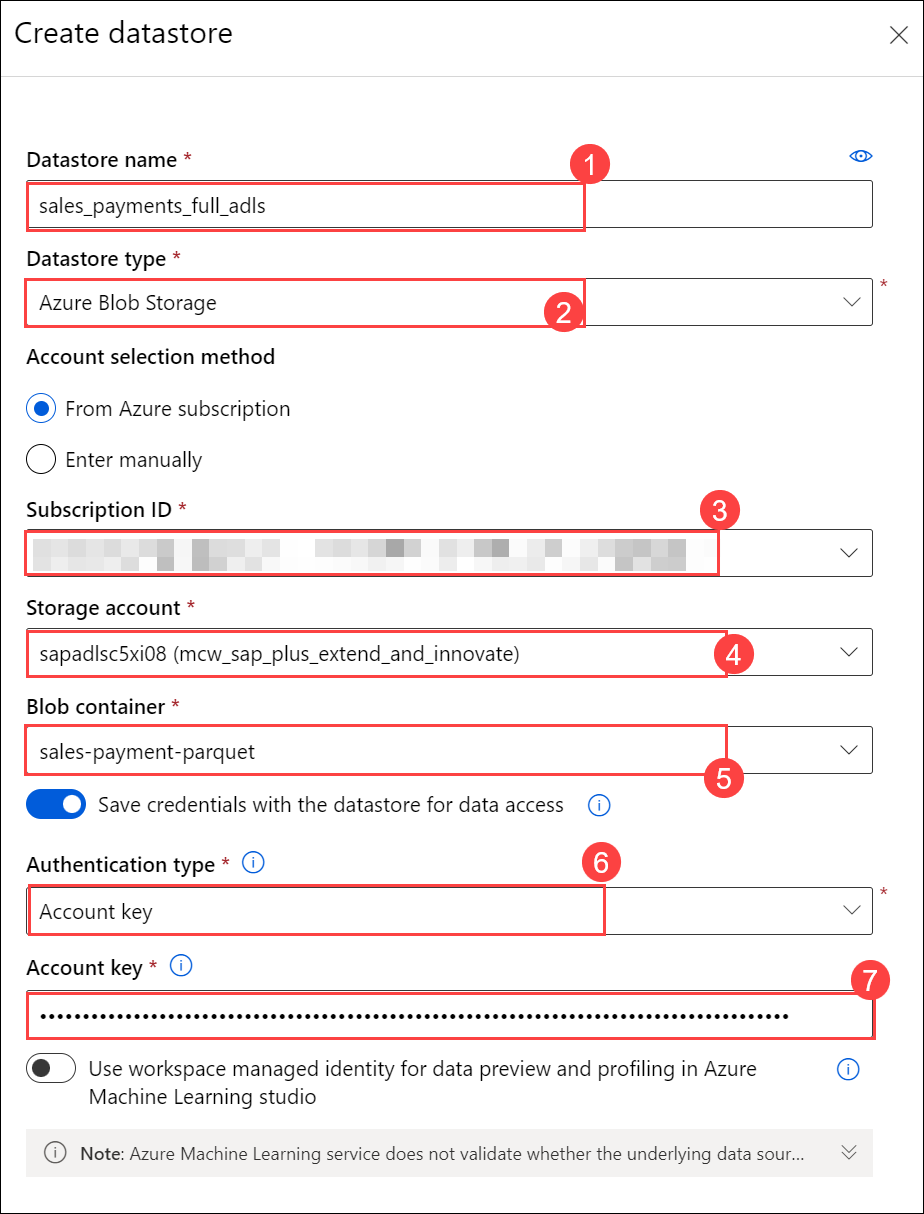 Create datastore
Datastore name *
1
sales_payments_full_adls
Datastore type *
Azure Blob Storage
2
*
Account selection method
From Azure subscription
Enter manually
Subscription ID *
3
Storage account *
sapadlsc5xi08 (mcw_sap_plus_extend_and_innovate)
4
Blob container *
sales-payment-parquet
5
Save credentials with the datastore for data access
Authentication type *
6
Account key
*
Account key *
7
Use workspace managed identity for data preview and profiling in Azure
Machine Learning studio
Note: Azure Machine Learning service does not validate whether the underlying data sour...